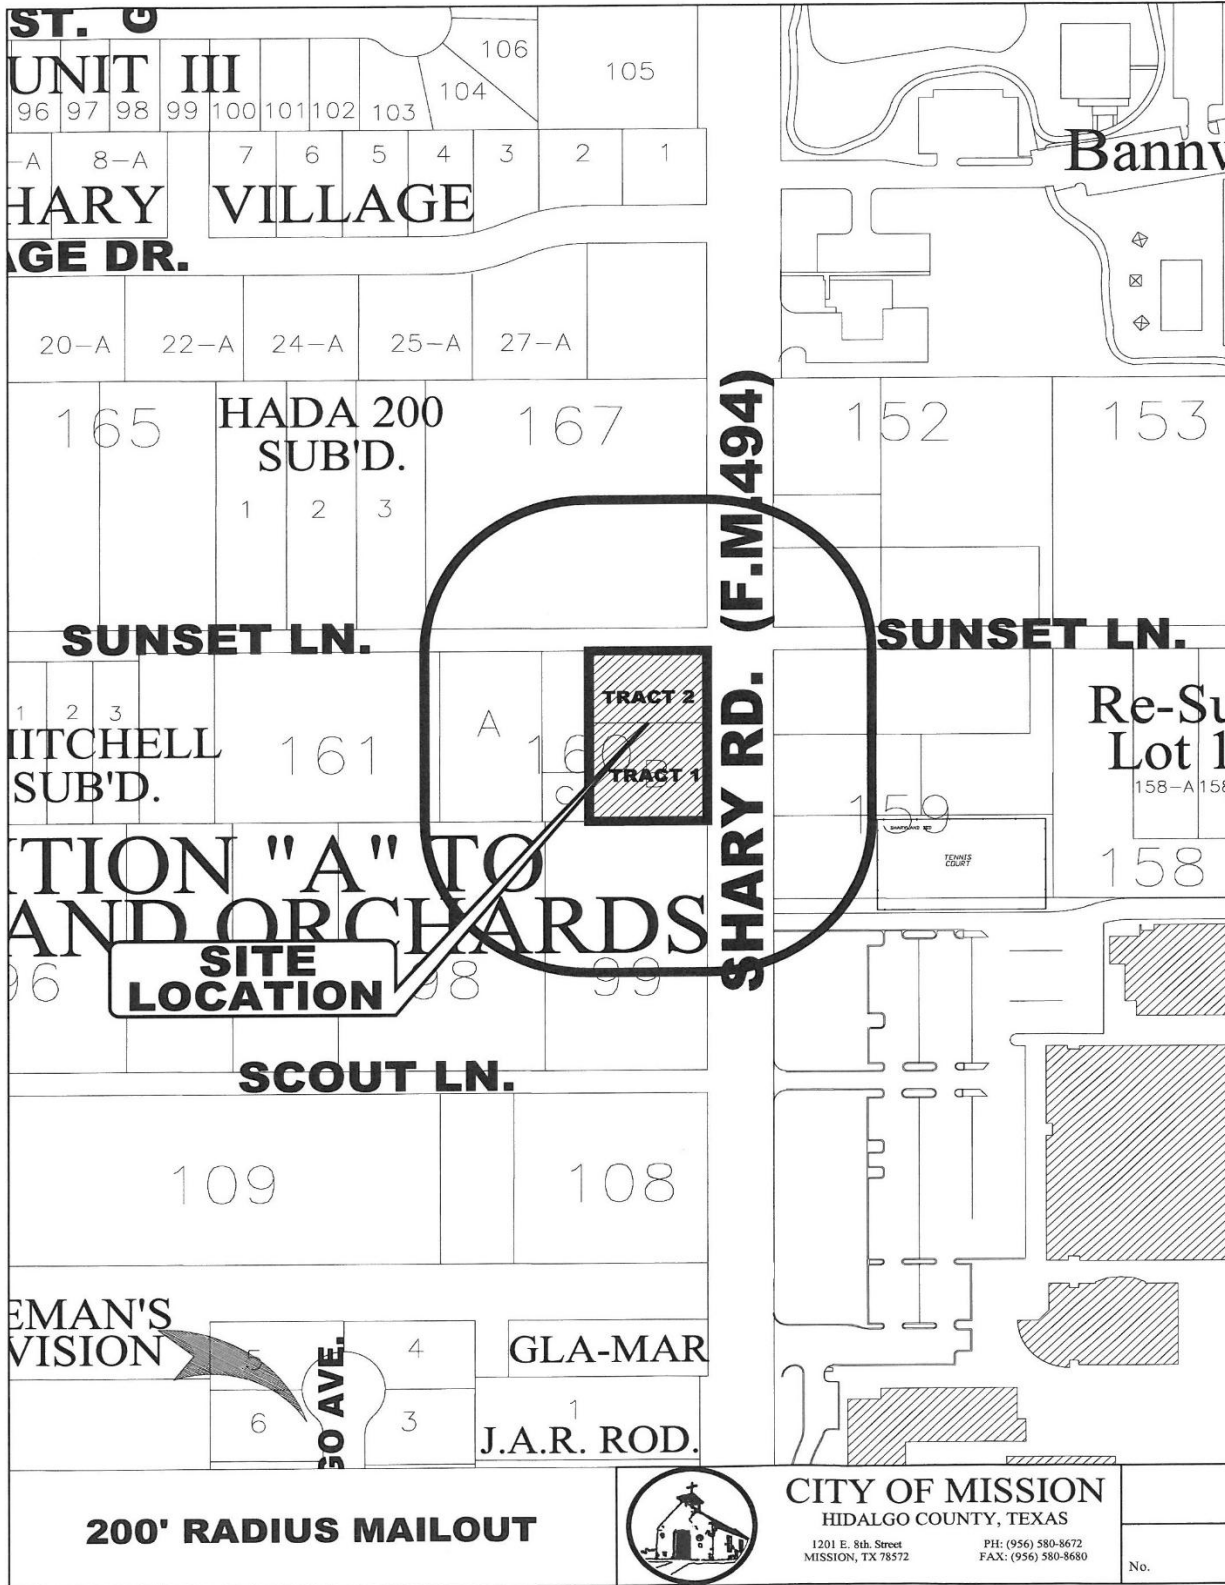 ST. G
UNIT III
106
105
104
96 97 98 99 100 101 102 103
-A 8-A 7 6 5 4 3 2 1
HARY VILLAGE
AGE DR.
20-A 22-A 24-A 25-A 27-A
Bannw
165
HADA 200
SUB'D.
167
1 2 3
152 153
SHARY RD. (F.M.494)
SUNSET LN.
SUNSET LN.
1 2 3
MITCHELL
SUB'D.
161
A
160
B
C
TRACT 2
TRACT 1
159
SHARYLAND ISD
TENNIS
COURT
Re-Su
Lot 1
158-A 158
158
TION "A" TO
AND ORCHARDS
96 98 99
SITE
LOCATION
SCOUT LN.
109 108
EMAN'S
VISION
5 4
6 3
GO AVE.
GLA-MAR
1
J.A.R. ROD.
200' RADIUS MAILOUT
CITY OF MISSION
HIDALGO COUNTY, TEXAS
1201 E. 8th. Street
MISSION, TX 78572
PH: (956) 580-8672
FAX: (956) 580-8680
No.